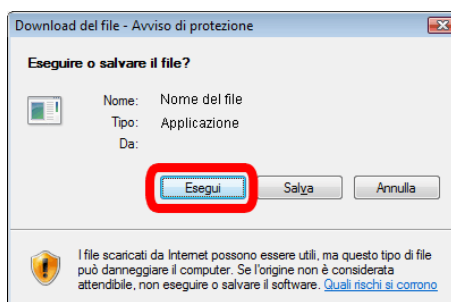 Download del file - Avviso di protezione
Eseguire o salvare il file?
Nome: Nome del file
Tipo: Applicazione
Da:
Esegui Salva Annulla
I file scaricati da Internet possono essere utili, ma questo tipo di file
può danneggiare il computer. Se l'origine non è considerata
attendibile, non eseguire o salvare il software. Quali rischi si corrono